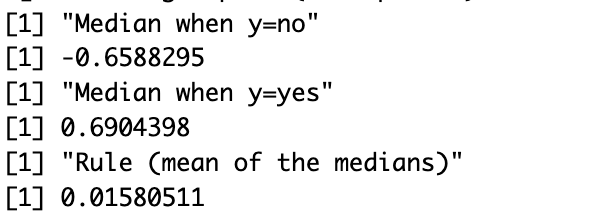 [1] "Median when y=no"
[1] -0.6588295
[1] "Median when y=yes"
[1] 0.6904398
[1] "Rule (mean of the medians)"
[1] 0.01580511